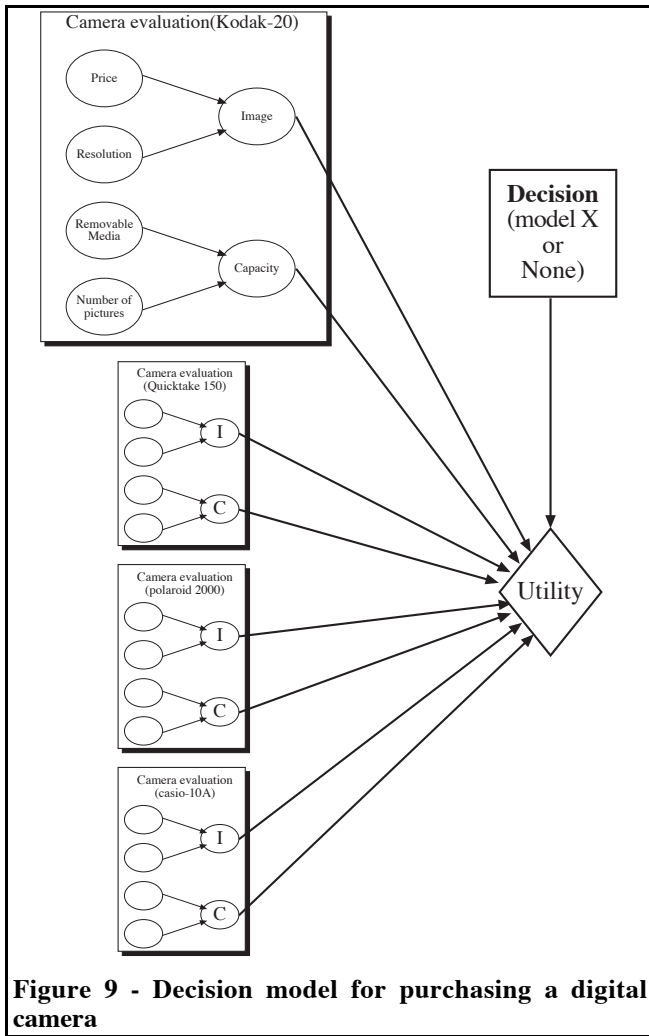 Camera evaluation(Kodak-20)
Price
Image
Resolution
Removable
Media
Capacity
Number of
pictures
Decision
(model X
or
None)
Camera evaluation
(Quicktake 150)
I
C
Camera evaluation
(polaroid 2000)
I
C
Camera evaluation
(casio-10A)
I
C
Utility
Figure 9 - Decision model for purchasing a digital
camera